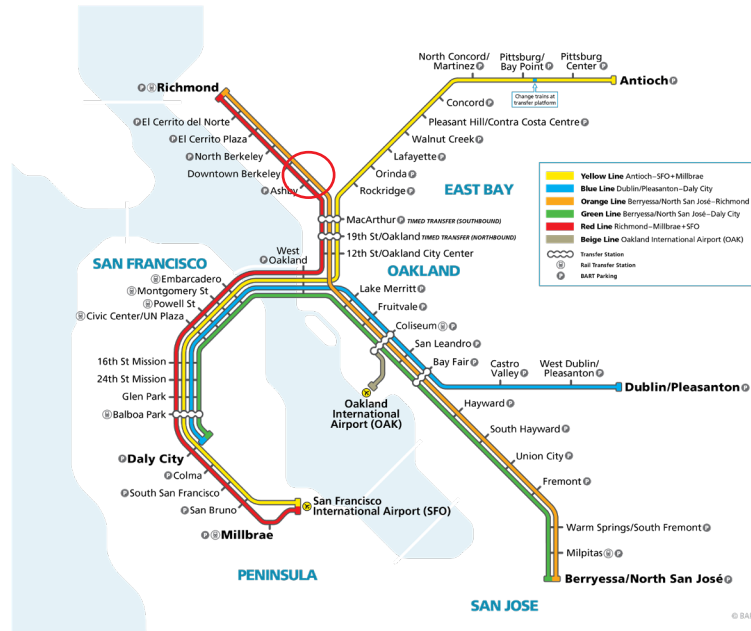 North Concord/
Martinez P
Pittsburg/
Bay Point P
Pittsburg
Center P
Richmond
Antioch P
Change trains at
transfer platform
El Cerrito del Norte
Concord P
El Cerrito Plaza
Pleasant Hill/Contra Costa Centre P
North Berkeley
Walnut Creek P
Downtown Berkeley
Lafayette P
Orinda P
Ashby
Rockridge P
EAST BAY
Yellow Line Antioch–SFO+Millbrae
Blue Line Dublin/Pleasanton–Daly City
Orange Line Berryessa/North San José–Richmond
Green Line Berryessa/North San José–Daly City
Red Line Richmond–Millbrae+SFO
Beige Line Oakland International Airport (OAK)
Transfer Station
Rail Transfer Station
P BART Parking
MacArthur P TIMED TRANSFER (SOUTHBOUND)
19th St/Oakland TIMED TRANSFER (NORTHBOUND)
12th St/Oakland City Center
West
P Oakland
SAN FRANCISCO
OAKLAND
Embarcadero
Montgomery St
Powell St
Civic Center/UN Plaza
Lake Merritt P
Fruitvale P
Coliseum P
San Leandro P
Bay Fair P
16th St Mission
24th St Mission
Glen Park
Balboa Park
Castro
Valley P
West Dublin/
Pleasanton P
Dublin/Pleasanton P
Oakland
International
Airport (OAK)
Hayward P
South Hayward P
Union City P
Fremont P
P Daly City
P Colma
P South San Francisco
P San Bruno
San Francisco
International Airport (SFO)
P Millbrae
Warm Springs/South Fremont P
Milpitas P
Berryessa/North San José P
PENINSULA
SAN JOSE
© BA